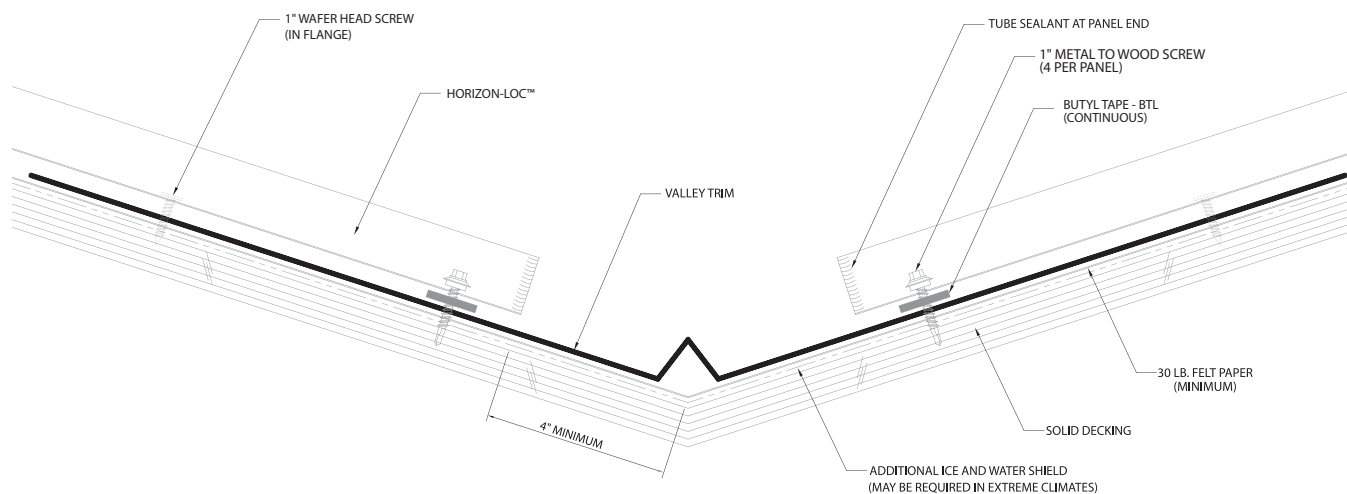 1" WAFER HEAD SCREW
(IN FLANGE)
HORIZON-LOC™
VALLEY TRIM
4" MINIMUM
TUBE SEALANT AT PANEL END
1" METAL TO WOOD SCREW
(4 PER PANEL)
BUTYL TAPE - BTL
(CONTINUOUS)
30 LB. FELT PAPER
(MINIMUM)
SOLID DECKING
ADDITIONAL ICE AND WATER SHIELD
(MAY BE REQUIRED IN EXTREME CLIMATES)